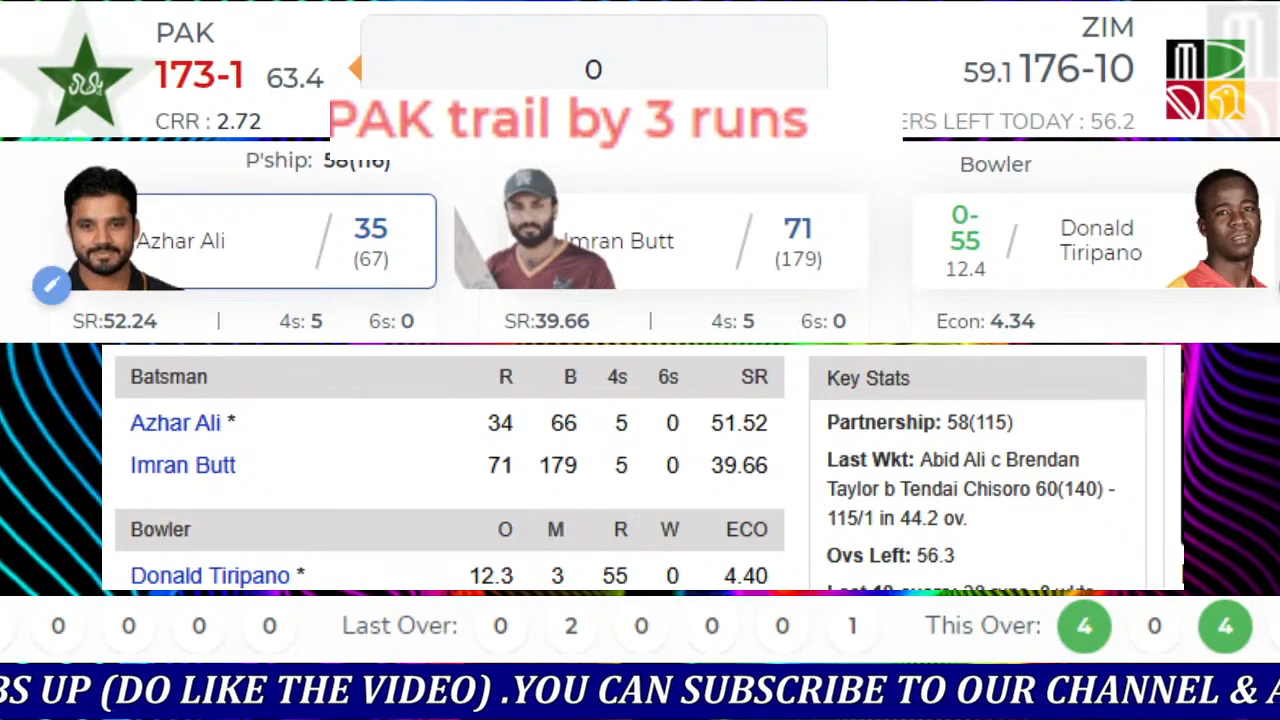 PAK
173-1 63.4
CRR : 2.72
0
PAK trail by 3 runs
ZIM
59.1 176-10
ERS LEFT TODAY : 56.2
P'ship: 58(116)
Azhar Ali
35
(67)
SR:52.24 | 4s: 5 6s: 0
Imran Butt
71
(179)
SR:39.66 | 4s: 5 6s: 0
Bowler
0-
55
12.4
Donald
Tiripano
Econ: 4.34
Batsman R B 4s 6s SR
Azhar Ali * 34 66 5 0 51.52
Imran Butt 71 179 5 0 39.66
Bowler O M R W ECO
Donald Tiripano * 12.3 3 55 0 4.40
Key Stats
Partnership: 58(115)
Last Wkt: Abid Ali c Brendan
Taylor b Tendai Chisoro 60(140) -
115/1 in 44.2 ov.
Ovs Left: 56.3
0 0 0 0 Last Over: 0 2 0 0 0 1 This Over: 4 0 4
BS UP (DO LIKE THE VIDEO) .YOU CAN SUBSCRIBE TO OUR CHANNEL & A